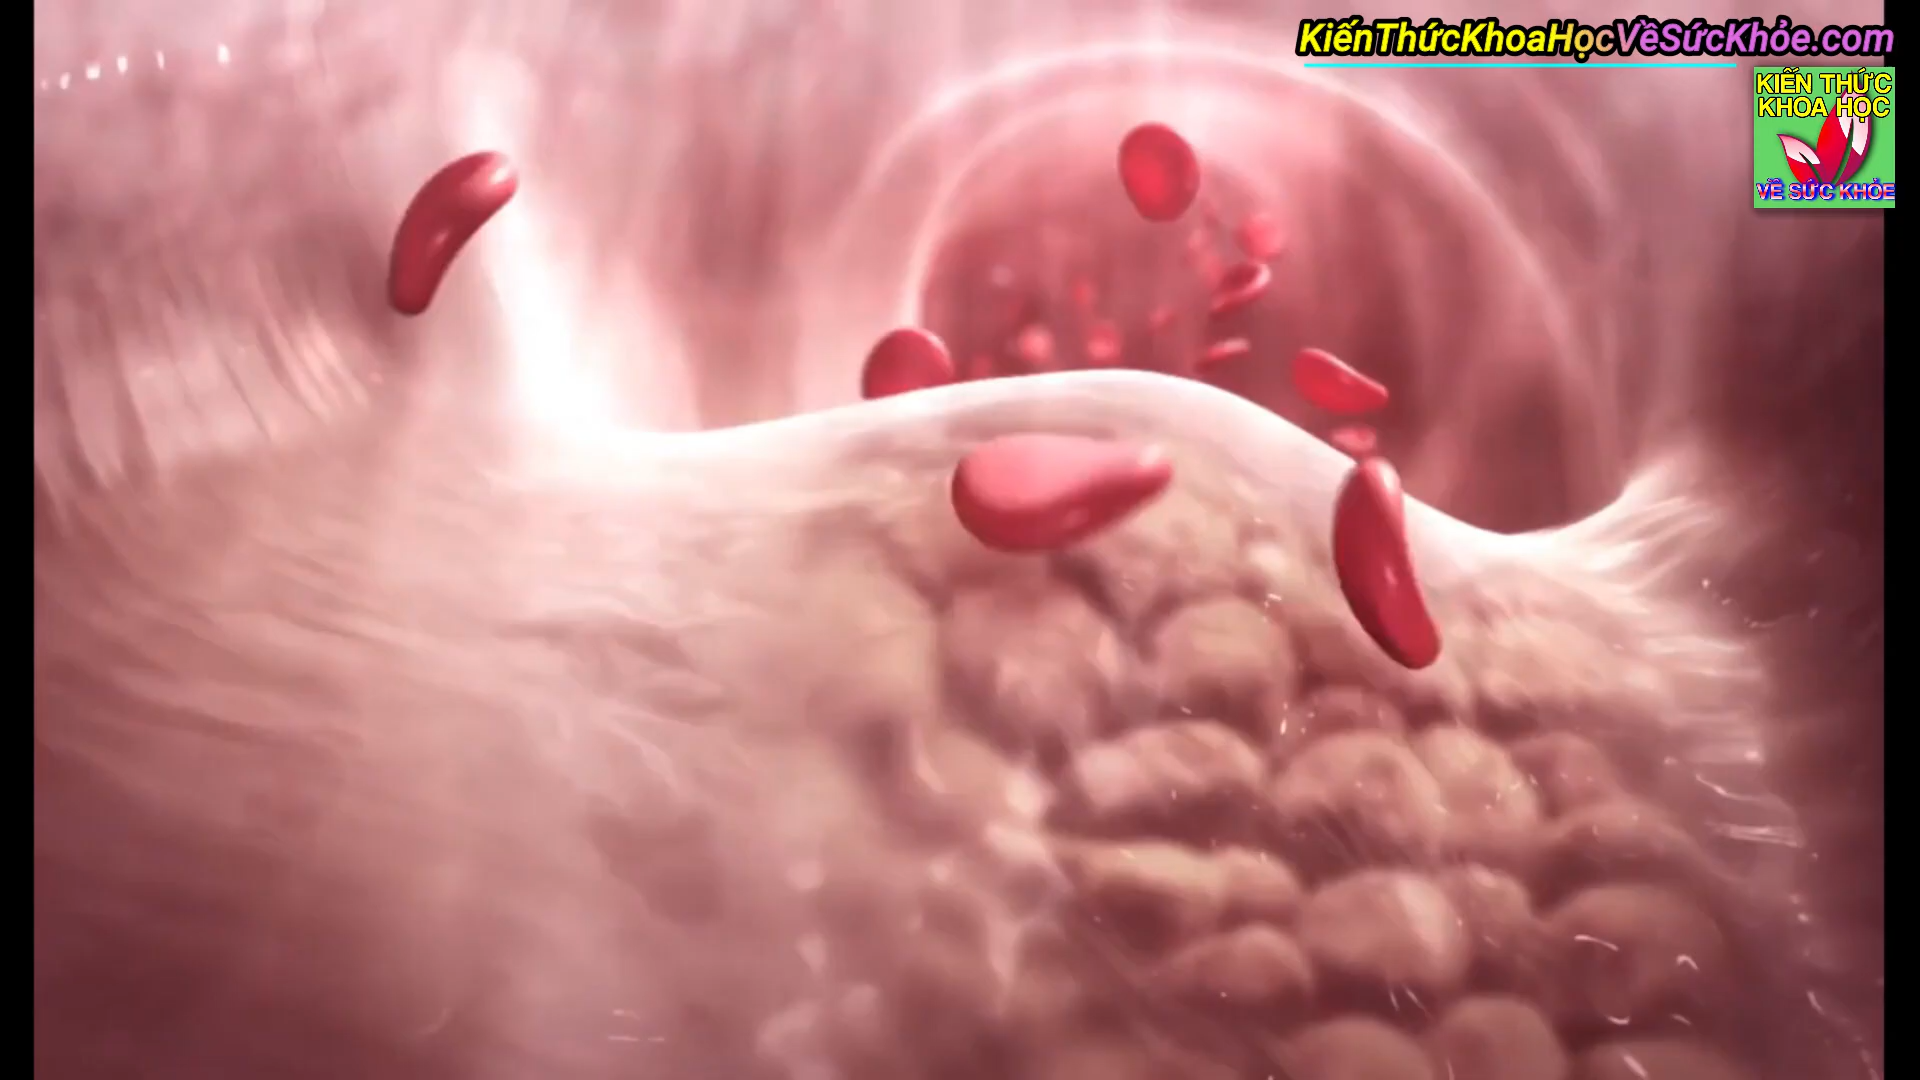 KiếnThứcKhoaHọcVềSứcKhỏe.com
KIẾN THỨC
KHOA HỌC
VỀ SỨC KHỎE